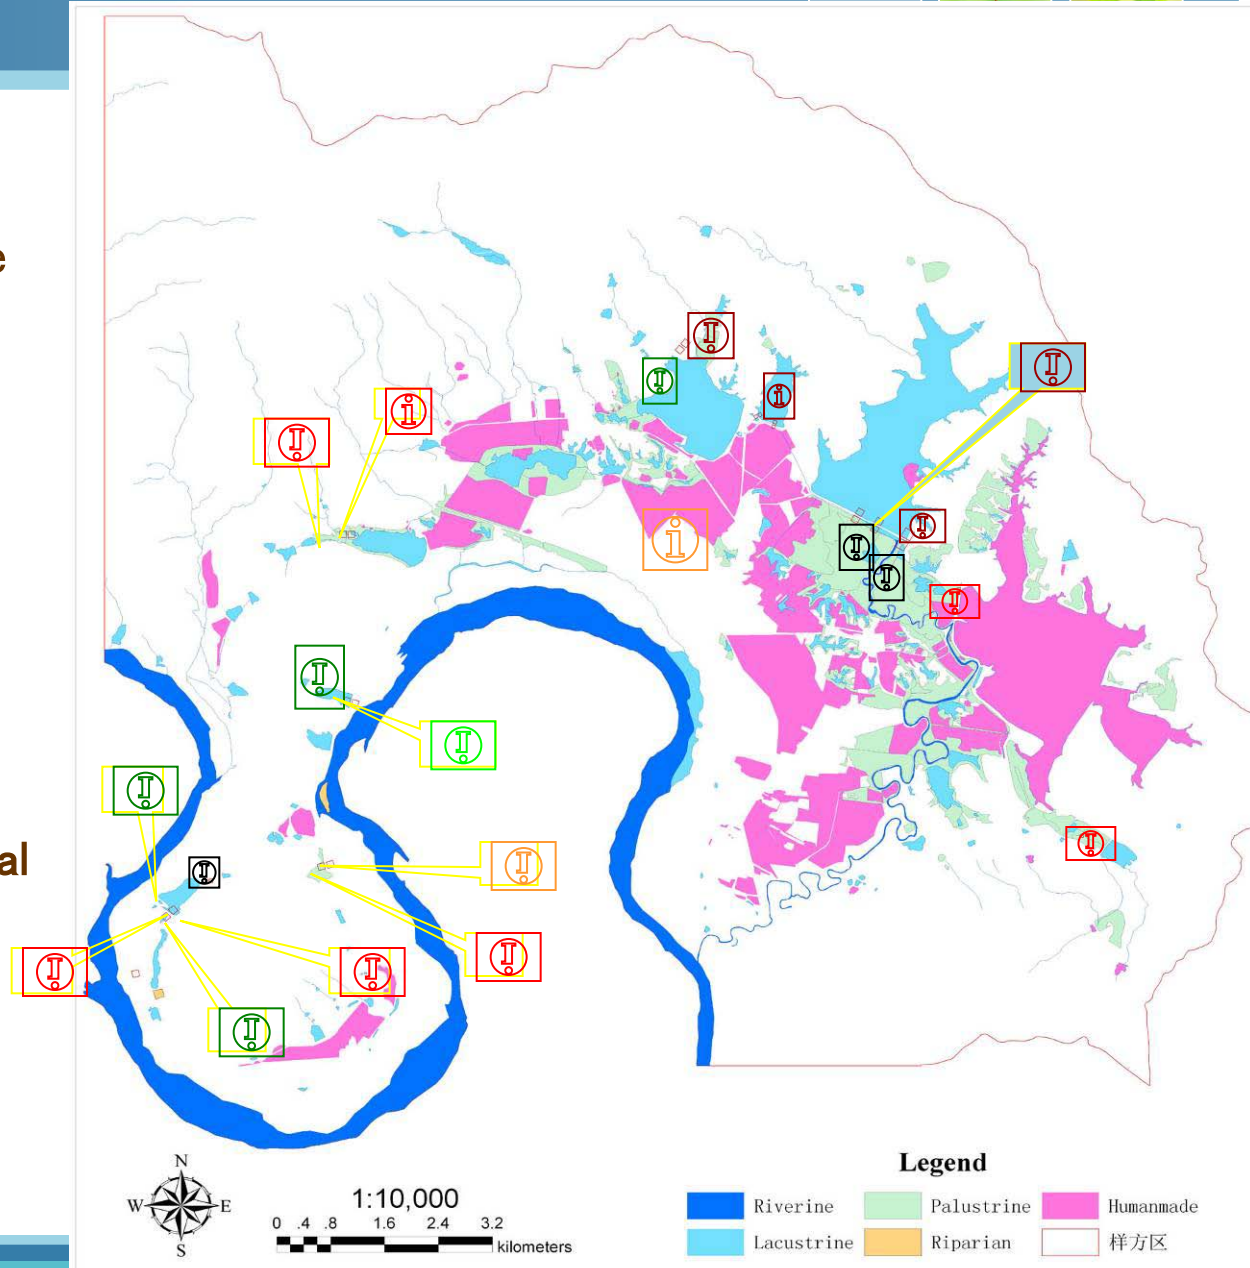 e
al
N
W
E
S
1:10,000
0 .4 .8 1.6 2.4 3.2
kilometers
Legend
Riverine
Palustrine
Humanmade
Lacustrine
Riparian
样方区